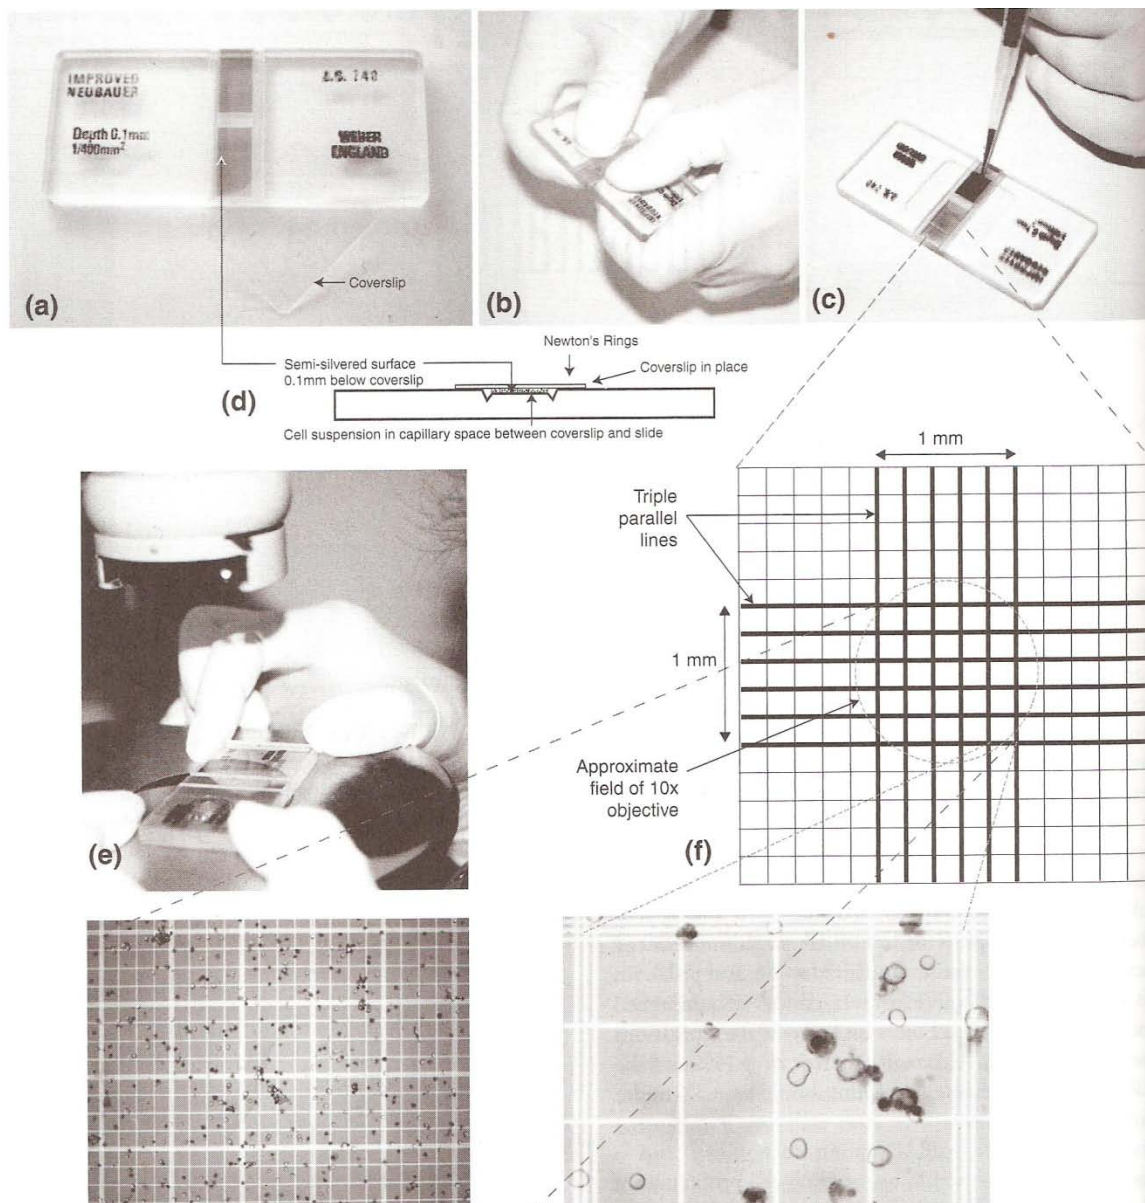 IMPROVED
NEUBAUER
Depth 0.1mm
1/400mm²
WEBER
ENGLAND
Coverslip
(a)
(b)
(c)
Newton's Rings
Semi-silvered surface
0.1mm below coverslip
Coverslip in place
(d)
Cell suspension in capillary space between coverslip and slide
1 mm
Triple
parallel
lines
1 mm
Approximate
field of 10x
objective
(e)
(f)